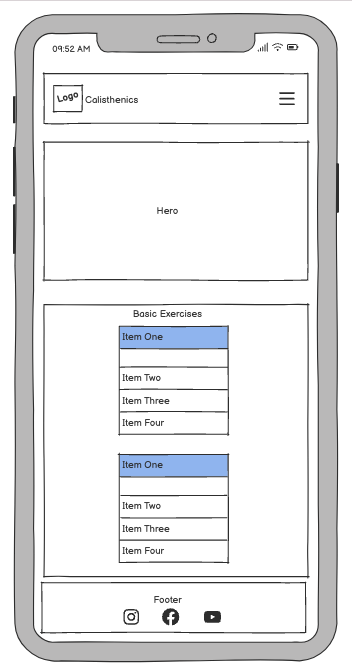 09:52 AM
Logo Calisthenics
Hero
Basic Exercises
Item One
Item Two
Item Three
Item Four
Item One
Item Two
Item Three
Item Four
Footer